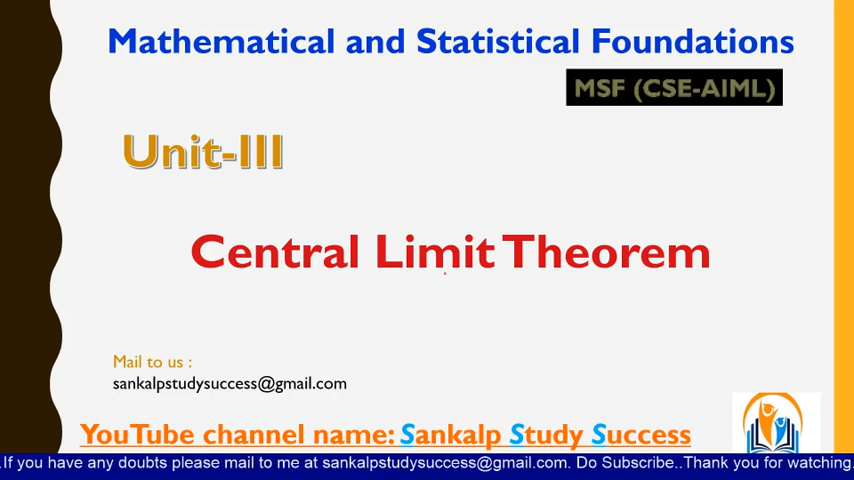 Mathematical and Statistical Foundations
MSF (CSE-AIML)
Unit-III
Central Limit Theorem
Mail to us :
sankalpstudysuccess@gmail.com
YouTube channel name: Sankalp Study Success
.If you have any doubts please mail to me at sankalpstudysuccess@gmail.com. Do Subscribe..Thank you for watching.